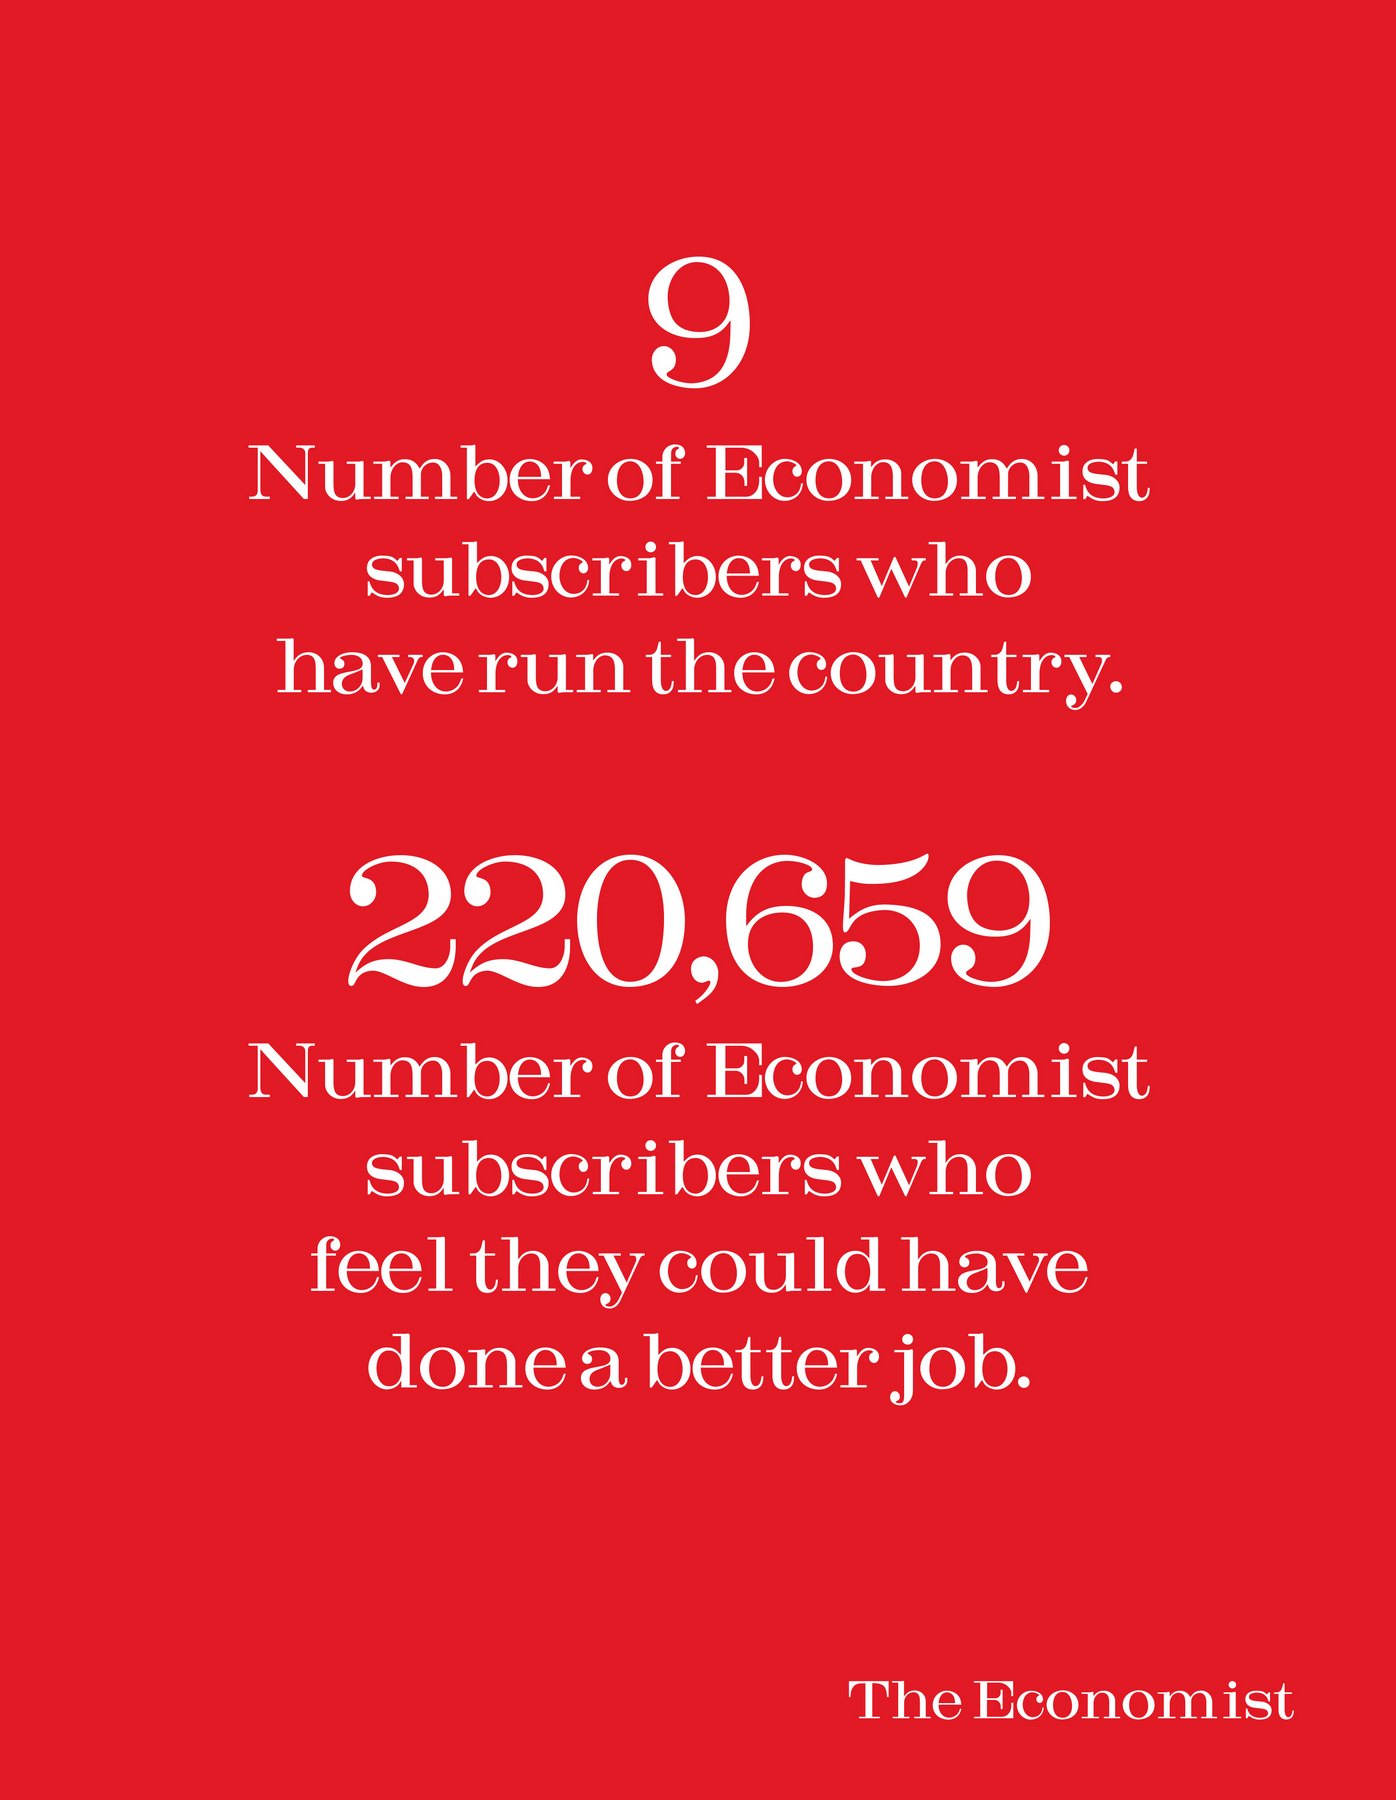 9
Number of Economist
subscribers who
have run the country.
220,659
Number of Economist
subscribers who
feel they could have
done a better job.
The Economist